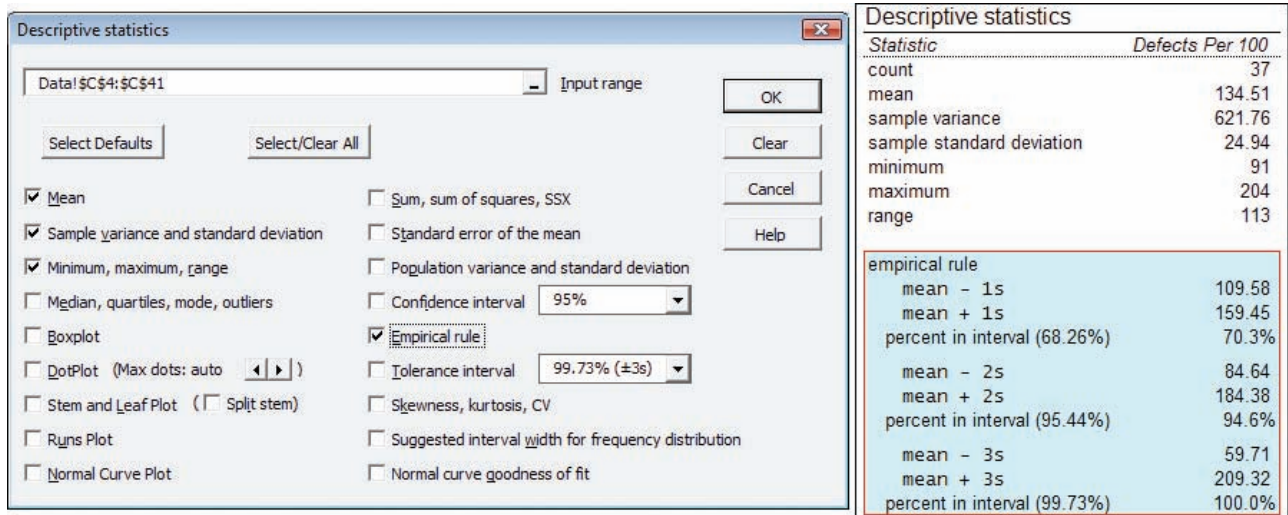 Descriptive statistics
Data!$C$4:$C$41
Input range
OK
Select Defaults
Select/Clear All
Clear
Mean
Sum, sum of squares, SSX
Cancel
Sample variance and standard deviation
Standard error of the mean
Help
Minimum, maximum, range
Population variance and standard deviation
Median, quartiles, mode, outliers
Confidence interval 95%
Boxplot
Empirical rule
DotPlot (Max dots: auto )
Tolerance interval 99.73% (±3s)
Stem and Leaf Plot ( Split stem)
Skewness, kurtosis, CV
Runs Plot
Suggested interval width for frequency distribution
Normal Curve Plot
Normal curve goodness of fit
Descriptive statistics
Statistic Defects Per 100
count 37
mean 134.51
sample variance 621.76
sample standard deviation 24.94
minimum 91
maximum 204
range 113
empirical rule
mean - 1s 109.58
mean + 1s 159.45
percent in interval (68.26%) 70.3%
mean - 2s 84.64
mean + 2s 184.38
percent in interval (95.44%) 94.6%
mean - 3s 59.71
mean + 3s 209.32
percent in interval (99.73%) 100.0%